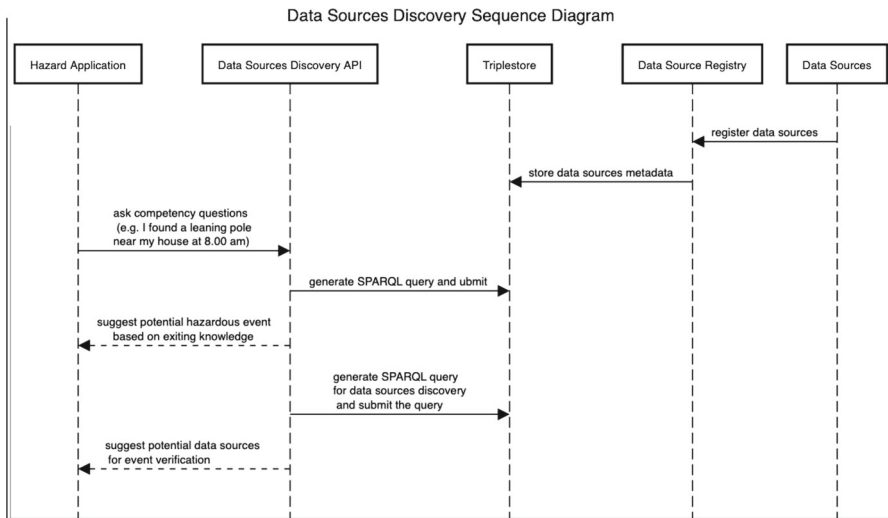 Data Sources Discovery Sequence Diagram
Hazard Application
Data Sources Discovery API
Triplestore
Data Source Registry
Data Sources
register data sources
store data sources metadata
ask competency questions
(e.g. I found a leaning pole
near my house at 8.00 am)
generate SPARQL query and ubmit
suggest potential hazardous event
based on exiting knowledge
generate SPARQL query
for data sources discovery
and submit the query
suggest potential data sources
for event verification